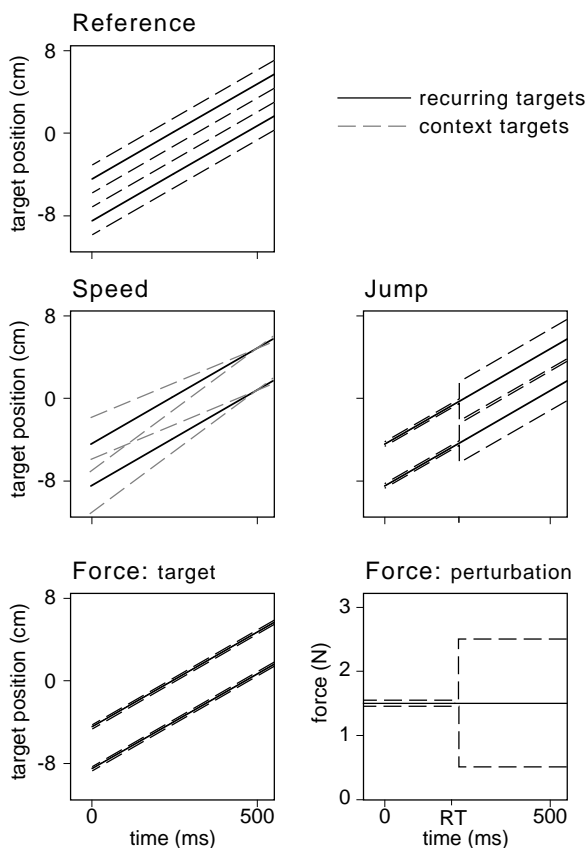 Reference
8
0
-8
target position (cm)
recurring targets
context targets
Speed
8
0
-8
target position (cm)
Jump
Force: target
8
0
-8
target position (cm)
0
500
time (ms)
Force: perturbation
3
2
1
0
force (N)
0
RT
500
time (ms)